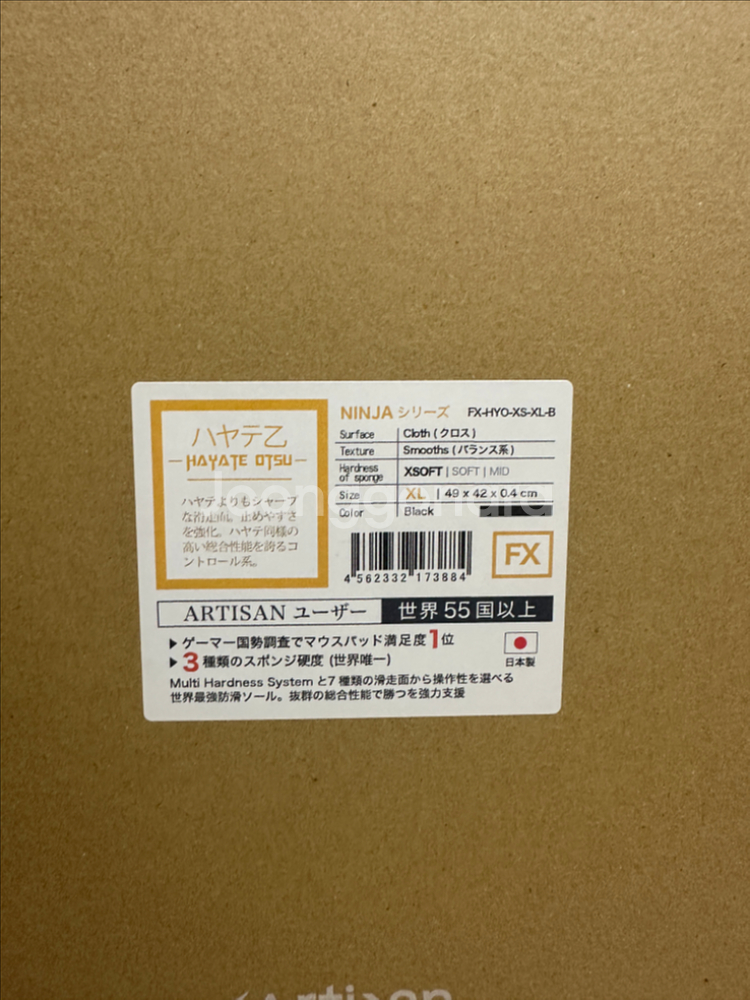 ハヤテ乙
HAYATE OTSU
ハヤテよりもシャープ
な滑走面。止めやすさ
を強化。ハヤテ同様の
高い総合性能を誇るコ
ントロール系。
NINJA シリーズ FX-HYO-XS-XL-B
Surface Cloth (クロス)
Texture Smooths (バランス系)
Hardness of sponge XSOFT | SOFT | MID
Size XL | 49 x 42 x 0.4 cm
Color Black
4 562332 173884
FX
ARTISAN ユーザー 世界 55 国以上
▶ ゲーマー国勢調査でマウスパッド満足度1位
▶ 3種類のスポンジ硬度 (世界唯一)
日本製
Multi Hardness System と7種類の滑走面から操作性を選べる
世界最強防滑ソール。抜群の総合性能で勝つを強力支援
Artisan